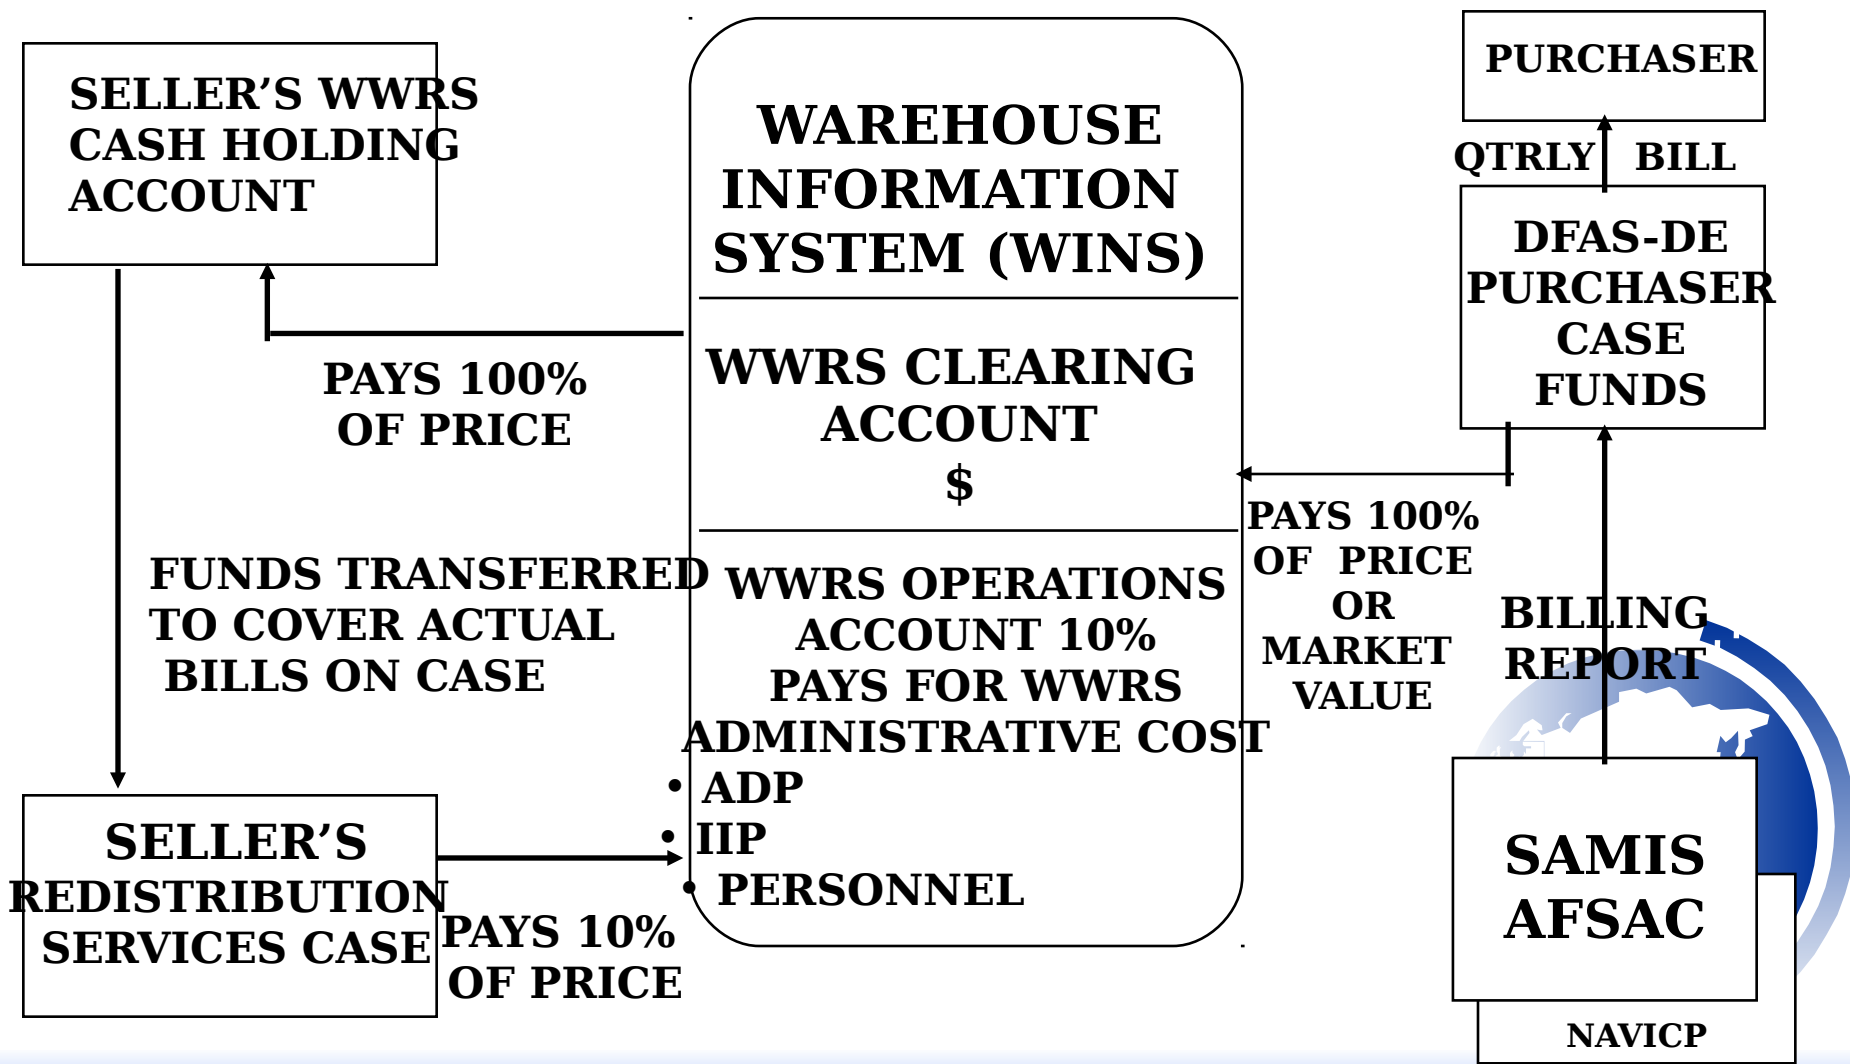 SELLER’S WWRS
CASH HOLDING
ACCOUNT
PAYS 100%
OF PRICE
FUNDS TRANSFERRED
TO COVER ACTUAL
BILLS ON CASE
SELLER’S
REDISTRIBUTION
SERVICES CASE
PAYS 10%
OF PRICE
WAREHOUSE
INFORMATION
SYSTEM (WINS)
WWRS CLEARING
ACCOUNT
$
WWRS OPERATIONS
ACCOUNT 10%
PAYS FOR WWRS
ADMINISTRATIVE COST
• ADP
• IIP
• PERSONNEL
PURCHASER
QTRLY BILL
DFAS-DE
PURCHASER
CASE
FUNDS
PAYS 100%
OF PRICE
OR
MARKET
VALUE
BILLING
REPORT
SAMIS
AFSAC
NAVICP